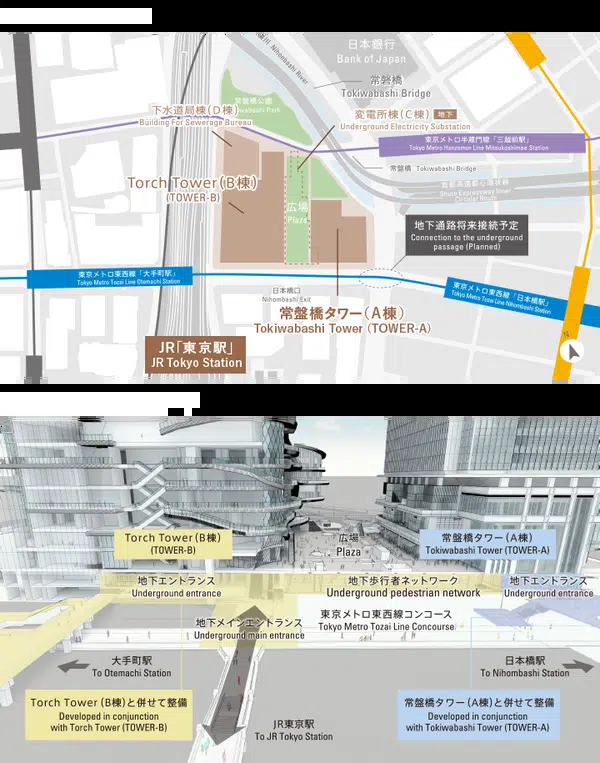 日本銀行
Bank of Japan
Nihombashi River
常盤橋
Tokiwabashi Bridge
常盤橋公園
Tokiwabashi Park
下水道局棟(D棟)
Building For Sewerage Bureau
変電所棟(C棟) 地下
Underground Electricity Substation
東京メトロ半蔵門線「三越前駅」
Tokyo Metro Hanzomon Line Mitsukoshimae Station
常盤橋 Tokiwabashi Bridge
首都高速都心環状線
Shuto Expressway Inner
Circular Route
Torch Tower(B棟)
(TOWER-B)
広場
Plaza
地下通路将来接続予定
Connection to the underground
passage (Planned)
東京メトロ東西線「大手町駅」
Tokyo Metro Tozai Line Otemachi Station
東京メトロ東西線「日本橋駅」
Tokyo Metro Tozai Line Nihombashi Station
日本橋口
Nihombashi Exit
常盤橋タワー(A棟)
Tokiwabashi Tower (TOWER-A)
JR「東京駅」
JR Tokyo Station
Torch Tower(B棟)
(TOWER-B)
広場
Plaza
常盤橋タワー(A棟)
Tokiwabashi Tower (TOWER-A)
地下エントランス
Underground entrance
地下歩行者ネットワーク
Underground pedestrian network
地下エントランス
Underground entrance
地下メインエントランス
Underground main entrance
東京メトロ東西線コンコース
Tokyo Metro Tozai Line Concourse
大手町駅
To Otemachi Station
日本橋駅
To Nihombashi Station
Torch Tower(B棟)と併せて整備
Developed in conjunction
with Torch Tower (TOWER-B)
常盤橋タワー(A棟)と併せて整備
Developed in conjunction
with Tokiwabashi Tower (TOWER-A)
JR東京駅
To JR Tokyo Station